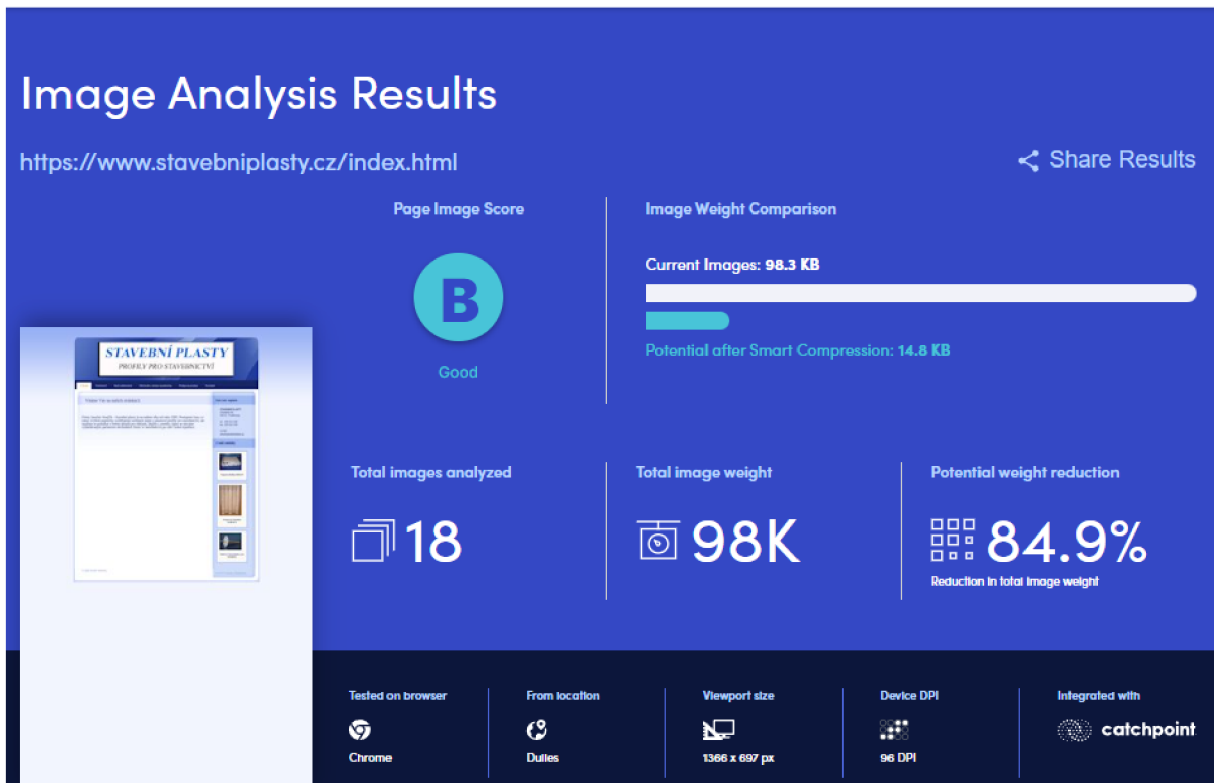 Image Analysis Results
https://www.stavebniplasty.cz/index.html
Share Results
Page Image Score
B
Good
Image Weight Comparison
Current Images: 98.3 KB
Potential after Smart Compression: 14.8 KB
STAVEBNÍ PLASTY
PROFILY PRO STAVEBNICTVÍ
Total images analyzed
18
Total image weight
98K
Potential weight reduction
84.9%
Reduction in total image weight
Tested on browser
Chrome
From location
Dulles
Viewport size
1366 x 697 px
Device DPI
96 DPI
Integrated with
catchpoint